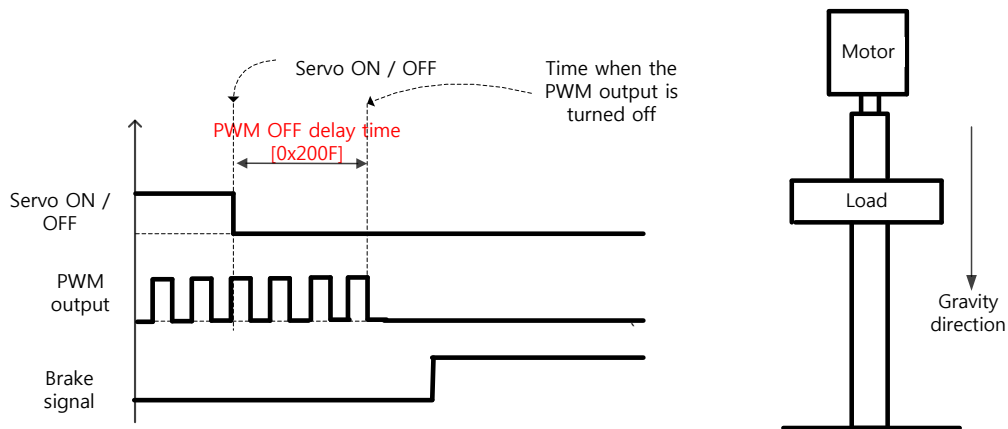 Servo ON / OFF
Time when the
PWM output is
turned off
PWM OFF delay time
[0x200F]
Servo ON /
OFF
PWM
output
Brake
signal
Motor
Load
Gravity
direction